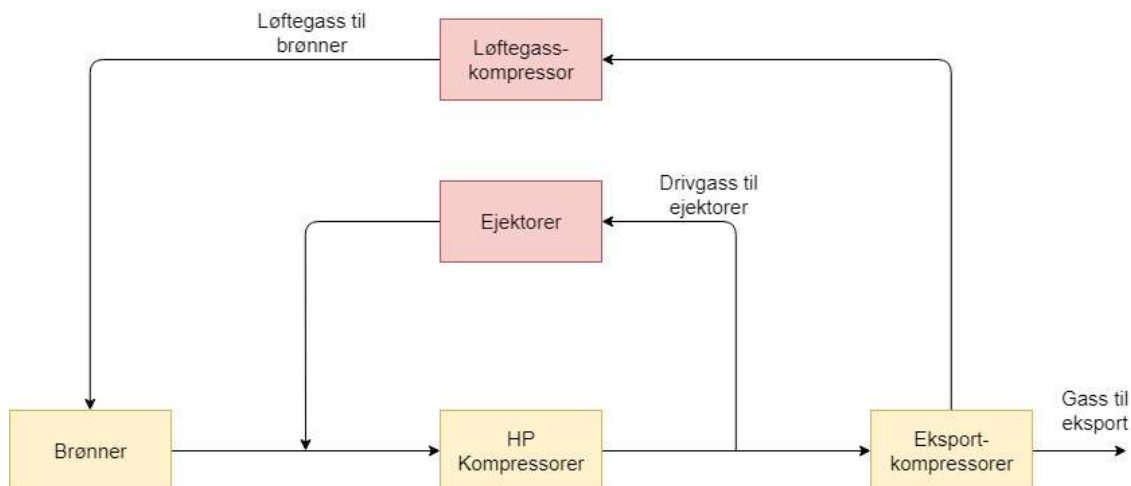 Løftegass til
brønner
Løftegass-
kompressor
Ejektorer
Drivgass til
ejektorer
Brønner
HP
Kompressorer
Eksport-
kompressorer
Gass til
eksport